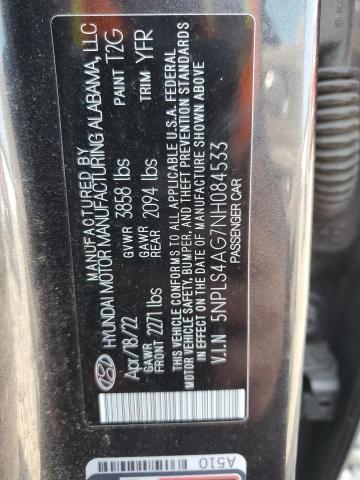 MANUFACTURED BY
HYUNDAI MOTOR MANUFACTURING ALABAMA, LLC
Apr/18/22 GVWR 3858 lbs PAINT T2G
GAWR FRONT 2271 lbs GAWR REAR 2094 lbs TRIM YFR
THIS VEHICLE CONFORMS TO ALL APPLICABLE U.S.A. FEDERAL
MOTOR VEHICLE SAFETY, BUMPER, AND THEFT PREVENTION STANDARDS
IN EFFECT ON THE DATE OF MANUFACTURE SHOWN ABOVE
V.I.N 5NPLS4AG7NH084533
PASSENGER CAR
A510